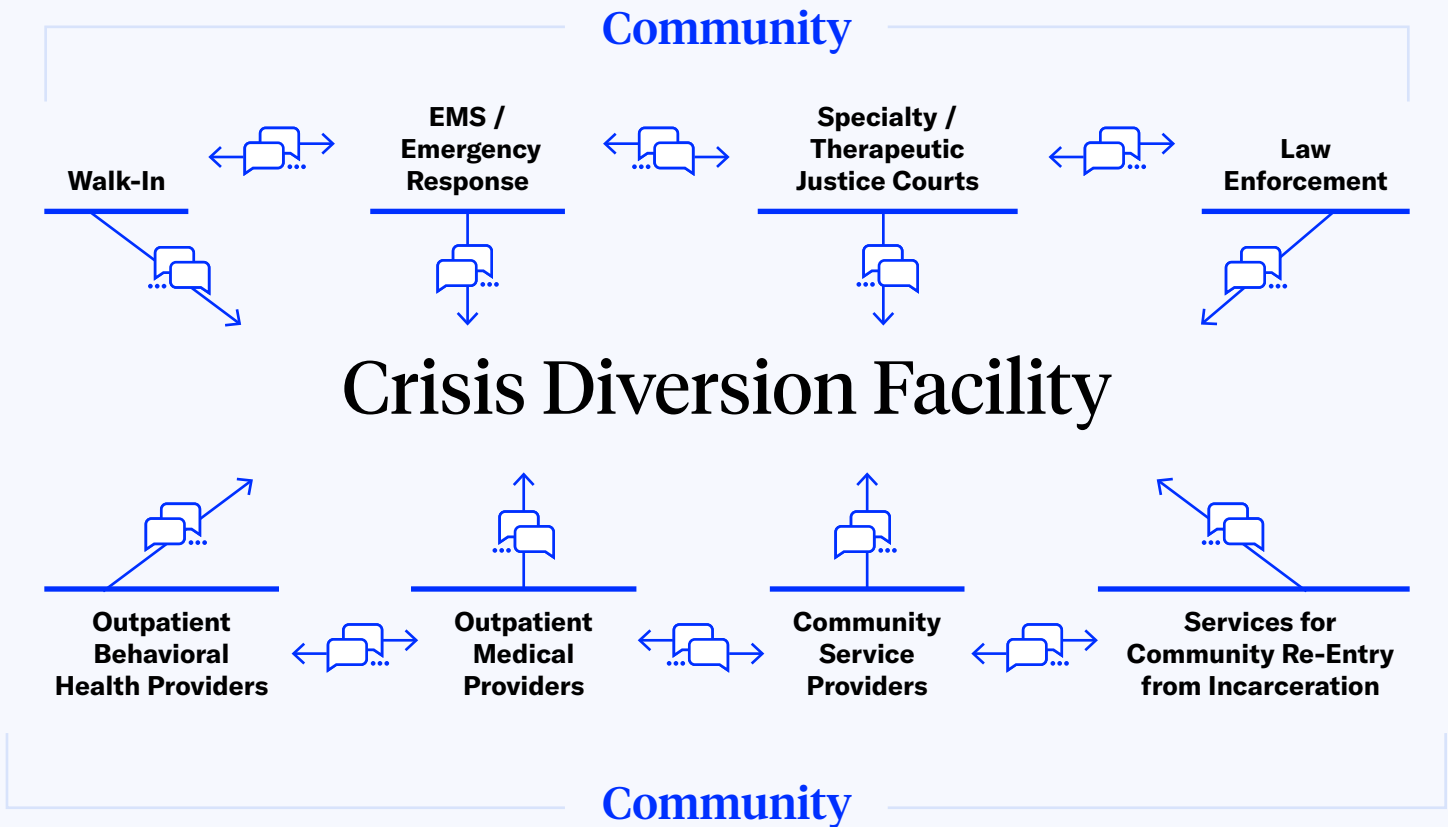 Community
Walk-In
EMS /
Emergency
Response
Specialty /
Therapeutic
Justice Courts
Law
Enforcement
Crisis Diversion Facility
Outpatient
Behavioral
Health Providers
Outpatient
Medical
Providers
Community
Service
Providers
Services for
Community Re-Entry
from Incarceration
Community